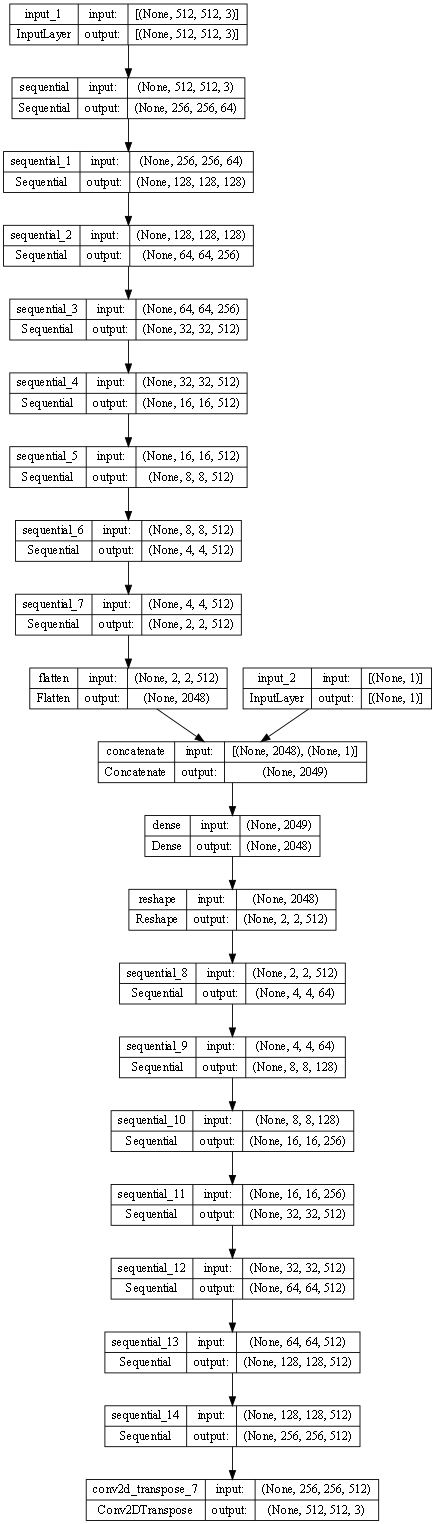 input_1 input: [(None, 512, 512, 3)]
InputLayer output: [(None, 512, 512, 3)]
sequential input: (None, 512, 512, 3)
Sequential output: (None, 256, 256, 64)
sequential_1 input: (None, 256, 256, 64)
Sequential output: (None, 128, 128, 128)
sequential_2 input: (None, 128, 128, 128)
Sequential output: (None, 64, 64, 256)
sequential_3 input: (None, 64, 64, 256)
Sequential output: (None, 32, 32, 512)
sequential_4 input: (None, 32, 32, 512)
Sequential output: (None, 16, 16, 512)
sequential_5 input: (None, 16, 16, 512)
Sequential output: (None, 8, 8, 512)
sequential_6 input: (None, 8, 8, 512)
Sequential output: (None, 4, 4, 512)
sequential_7 input: (None, 4, 4, 512)
Sequential output: (None, 2, 2, 512)
flatten input: (None, 2, 2, 512)
Flatten output: (None, 2048)
input_2 input: [(None, 1)]
InputLayer output: [(None, 1)]
concatenate input: [(None, 2048), (None, 1)]
Concatenate output: (None, 2049)
dense input: (None, 2049)
Dense output: (None, 2048)
reshape input: (None, 2048)
Reshape output: (None, 2, 2, 512)
sequential_8 input: (None, 2, 2, 512)
Sequential output: (None, 4, 4, 64)
sequential_9 input: (None, 4, 4, 64)
Sequential output: (None, 8, 8, 128)
sequential_10 input: (None, 8, 8, 128)
Sequential output: (None, 16, 16, 256)
sequential_11 input: (None, 16, 16, 256)
Sequential output: (None, 32, 32, 512)
sequential_12 input: (None, 32, 32, 512)
Sequential output: (None, 64, 64, 512)
sequential_13 input: (None, 64, 64, 512)
Sequential output: (None, 128, 128, 512)
sequential_14 input: (None, 128, 128, 512)
Sequential output: (None, 256, 256, 512)
conv2d_transpose_7 input: (None, 256, 256, 512)
Conv2DTranspose output: (None, 512, 512, 3)